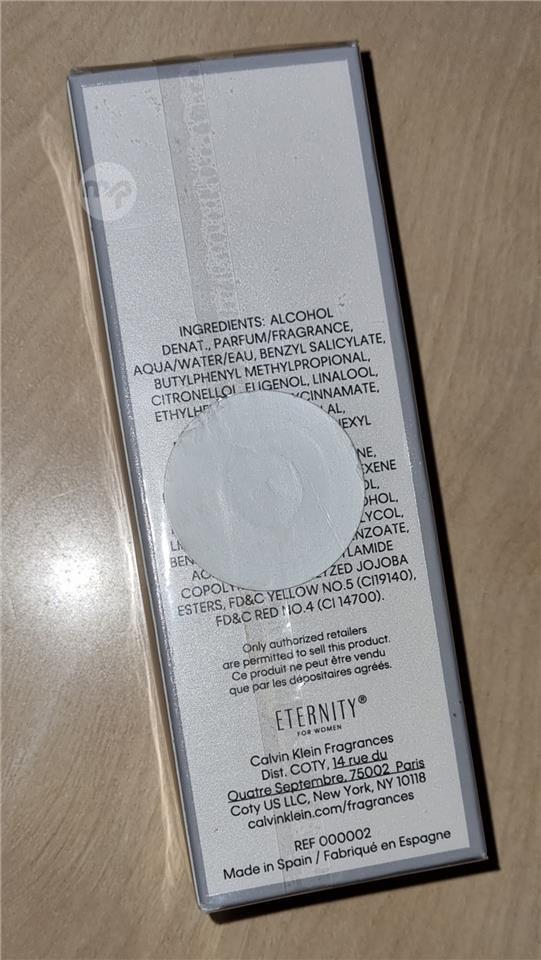 mp
INGREDIENTS: ALCOHOL
DENAT., PARFUM/FRAGRANCE,
AQUA/WATER/EAU, BENZYL SALICYLATE,
BUTYLPHENYL METHYLPROPIONAL,
CITRONELLOL, EUGENOL, LINALOOL,
FD&C YELLOW NO.5 (CI19140),
JOJOBA
ESTERS, FD&C RED NO.4 (CI 14700).
Only authorized retailers
are permitted to sell this product.
Ce produit ne peut être vendu
que par les dépositaires agréés.
ETERNITY®
FOR WOMEN
Calvin Klein Fragrances
Dist. COTY, 14 rue du
Quatre Septembre, 75002 Paris
Coty US LLC, New York, NY 10118
calvinklein.com/fragrances
REF 000002
Made in Spain / Fabriqué en Espagne